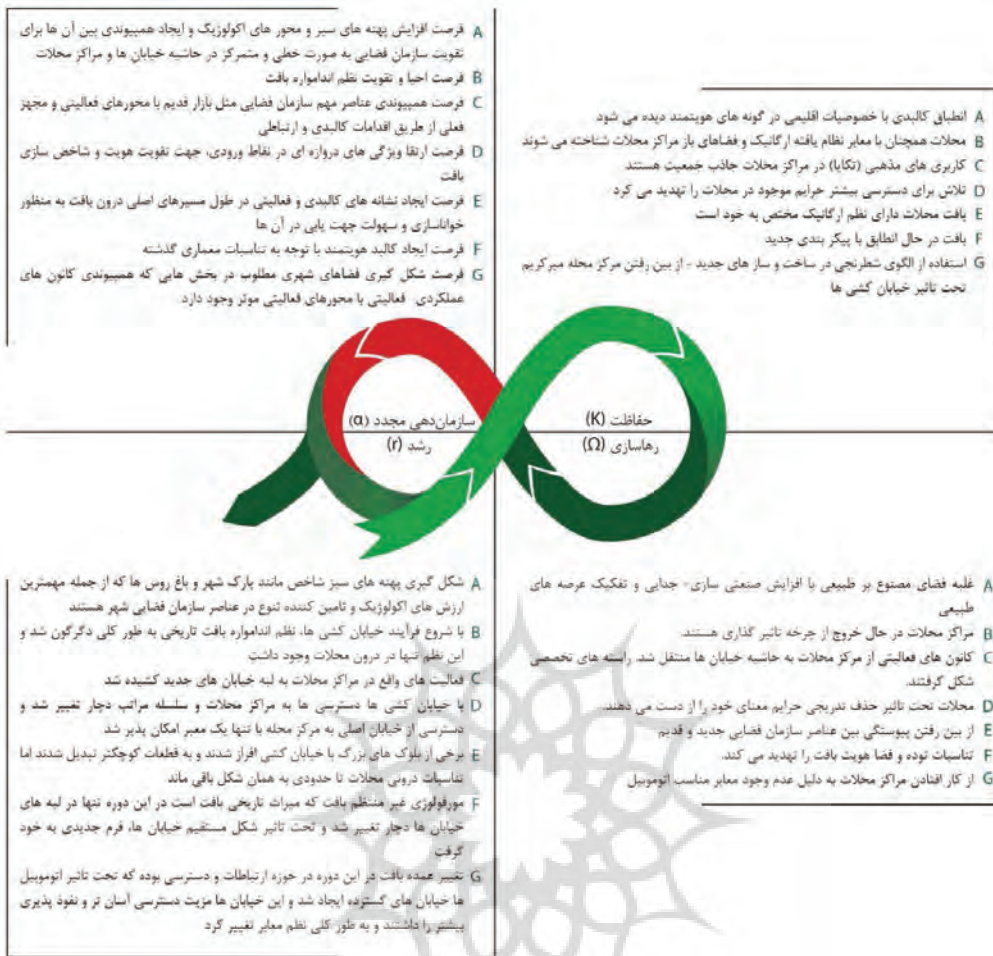 A انطباق کالبدی با خصوصیات اقلیمی در گونه های هویتمند دیده می شود
B محلات همچنان با معابر نظام یافته ارگانیک و فضاهای باز مراکز محلات شناخته می شوند
C کاربری های مذهبی (تکایا) در مراکز محلات جاذب جمعیت هستند
D تلاش برای دسترسی بیشتر حرایم موجود در محلات را تهدید می کرد
E بافت محلات دارای نظم ارگانیک مختص به خود است
F بافت در حال انطابق با پیکر بندی جدید
G استفاده از الگوی شطرنجی در ساخت و ساز های جدید - از بین رفتن مرکز محله میرکریم
تحت تاثیر خیابان کشی ها
A فرصت افزایش پهنه های سبز و محور های اکولوژیک و ایجاد همپیوندی بین آن ها برای
تقویت سازمان فضایی به صورت خطی و متمرکز در حاشیه خیابان ها و مراکز محلات
B فرصت احیا و تقویت نظم اندامواره بافت
C فرصت همپیوندی عناصر مهم سازمان فضایی مثل بازار قدیم با محورهای فعالیتی و مجهز
فعلی از طریق اقدامات کالبدی و ارتباطی
D فرصت ارتقا ویژگی های دروازه ای در نقاط ورودی، جهت تقویت هویت و شاخص سازی
بافت
E فرصت ایجاد نشانه های کالبدی و فعالیتی در طول مسیرهای اصلی درون بافت به منظور
خواناسازی و سهولت جهت یابی در آن ها
F فرصت ایجاد کالبد هویتمند با توجه به تناسبات معماری گذشته
G فرصت شکل گیری فضاهای شهری مطلوب در بخش هایی که همپیوندی کانون های
عملکردی فعالیتی با محورهای فعالیتی موثر وجود دارد.
حفاظت (K)
سازمان‌دهی مجدد (α)
رهاسازی (Ω)
رشد (r)
A غلبه فضای مصنوع بر طبیعی با افزایش صنعتی سازی- جدایی و تفکیک عرصه های
طبیعی
B مراکز محلات در حال خروج از چرخه تاثیر گذاری هستند.
C کانون های فعالیتی از مرکز محلات به حاشیه خیابان ها منتقل شد. راسته های تخصصی
شکل گرفتند.
D محلات تحت تاثیر حذف تدریجی حرایم معنای خود را از دست می دهند.
E از بین رفتن پیوستگی بین عناصر سازمان فضایی جدید و قدیم
F تناسبات توده و فضا هویت بافت را تهدید می کند.
G از کار افتادن مراکز محلات به دلیل عدم وجود معابر مناسب اتوموبیل
A شکل گیری پهنه های سبز شاخص مانند پارک شهر و باغ روس ها که از جمله مهمترین
ارزش های اکولوژیک و تامین کننده تنوع در عناصر سازمان فضایی شهر هستند
B با شروع فرآیند خیابان کشی ها، نظم اندامواره بافت تاریخی به طور کلی دگرگون شد و
این نظم تنها در درون محلات وجود داشت
C فعالیت های واقع در مراکز محلات به لبه خیابان های جدید کشیده شد
D با خیابان کشی ها دسترسی ها به مراکز محلات و سلسله مراتب دچار تغییر شد و
دسترسی از خیابان اصلی به مرکز محله با تنها یک معبر امکان پذیر شد.
E برخی از بلوک های بزرگ با خیابان کشی افراز شدند و به قطعات کوچکتر تبدیل شدند اما
تناسبات درونی محلات تا حدودی به همان شکل باقی ماند
F مورفولوژی غیر منتظم بافت که میراث تاریخی بافت است در این دوره تنها در لبه های
خیابان ها دچار تغییر شد و تحت تاثیر شکل مستقیم خیابان ها، فرم جدیدی به خود
گرفت
G تغییر عمده بافت در این دوره در حوزه ارتباطات و دسترسی بوده که تحت تاثیر اتوموبیل
ها خیابان های گسترده ایجاد شد و این خیابان ها مزیت دسترسی آسان تر و نفوذ پذیری
بیشتر را داشتند و به طور کلی نظم معابر تغییر کرد